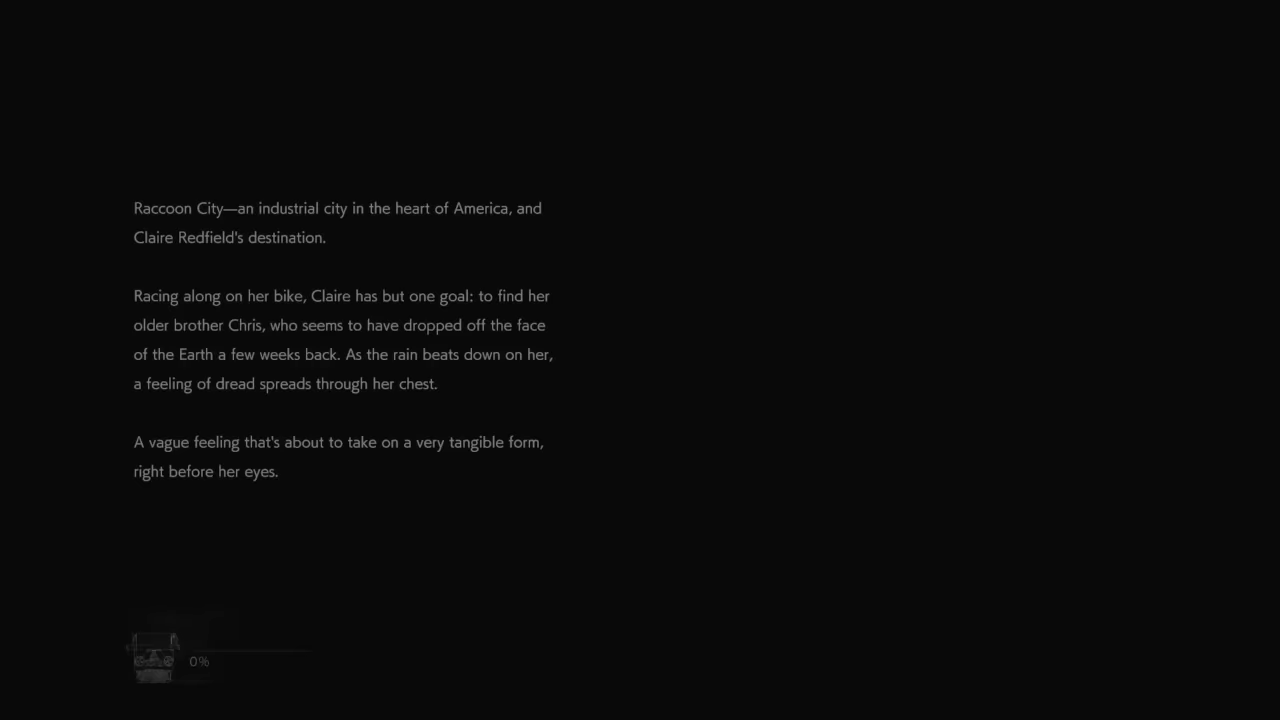 Raccoon City—an industrial city in the heart of America, and
Claire Redfield's destination.
Racing along on her bike, Claire has but one goal: to find her
older brother Chris, who seems to have dropped off the face
of the Earth a few weeks back. As the rain beats down on her,
a feeling of dread spreads through her chest.
A vague feeling that's about to take on a very tangible form,
right before her eyes.
0%